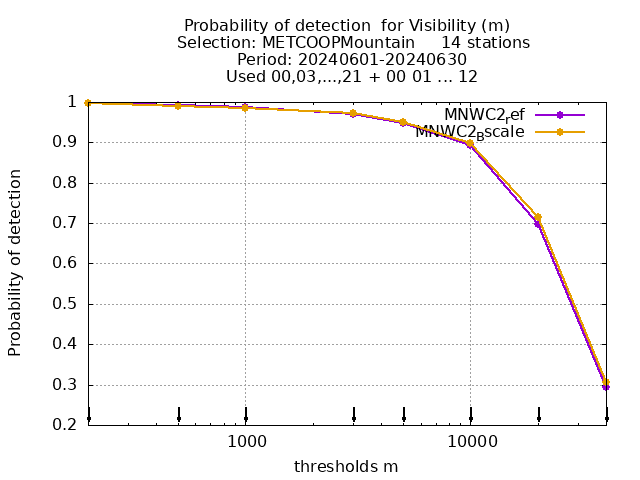 Probability of detection  for Visibility (m)
Selection: METCOOPMountain     14 stations
Period: 20240601-20240630
Used 00,03,...,21 + 00 01 ... 12
MNWC2ref
MNWC2Bscale
Probability of detection
1
0.9
0.8
0.7
0.6
0.5
0.4
0.3
0.2
1000
10000
thresholds m